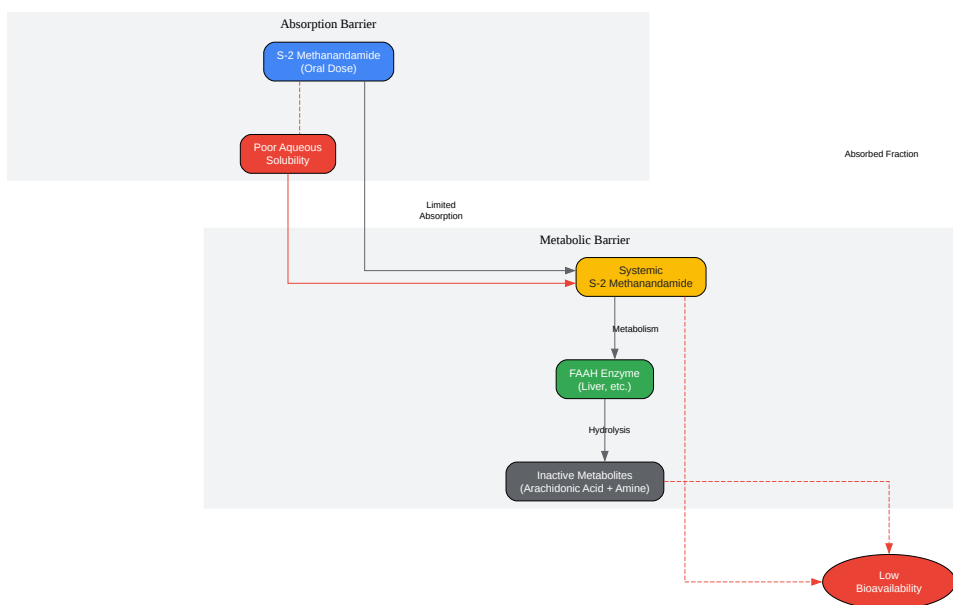 Absorption Barrier
S-2 Methanandamide
(Oral Dose)
Poor Aqueous
Solubility
Absorbed Fraction
Limited
Absorption
Metabolic Barrier
Systemic
S-2 Methanandamide
Metabolism
FAAH Enzyme
(Liver, etc.)
Hydrolysis
Inactive Metabolites
(Arachidonic Acid + Amine)
Low
Bioavailability